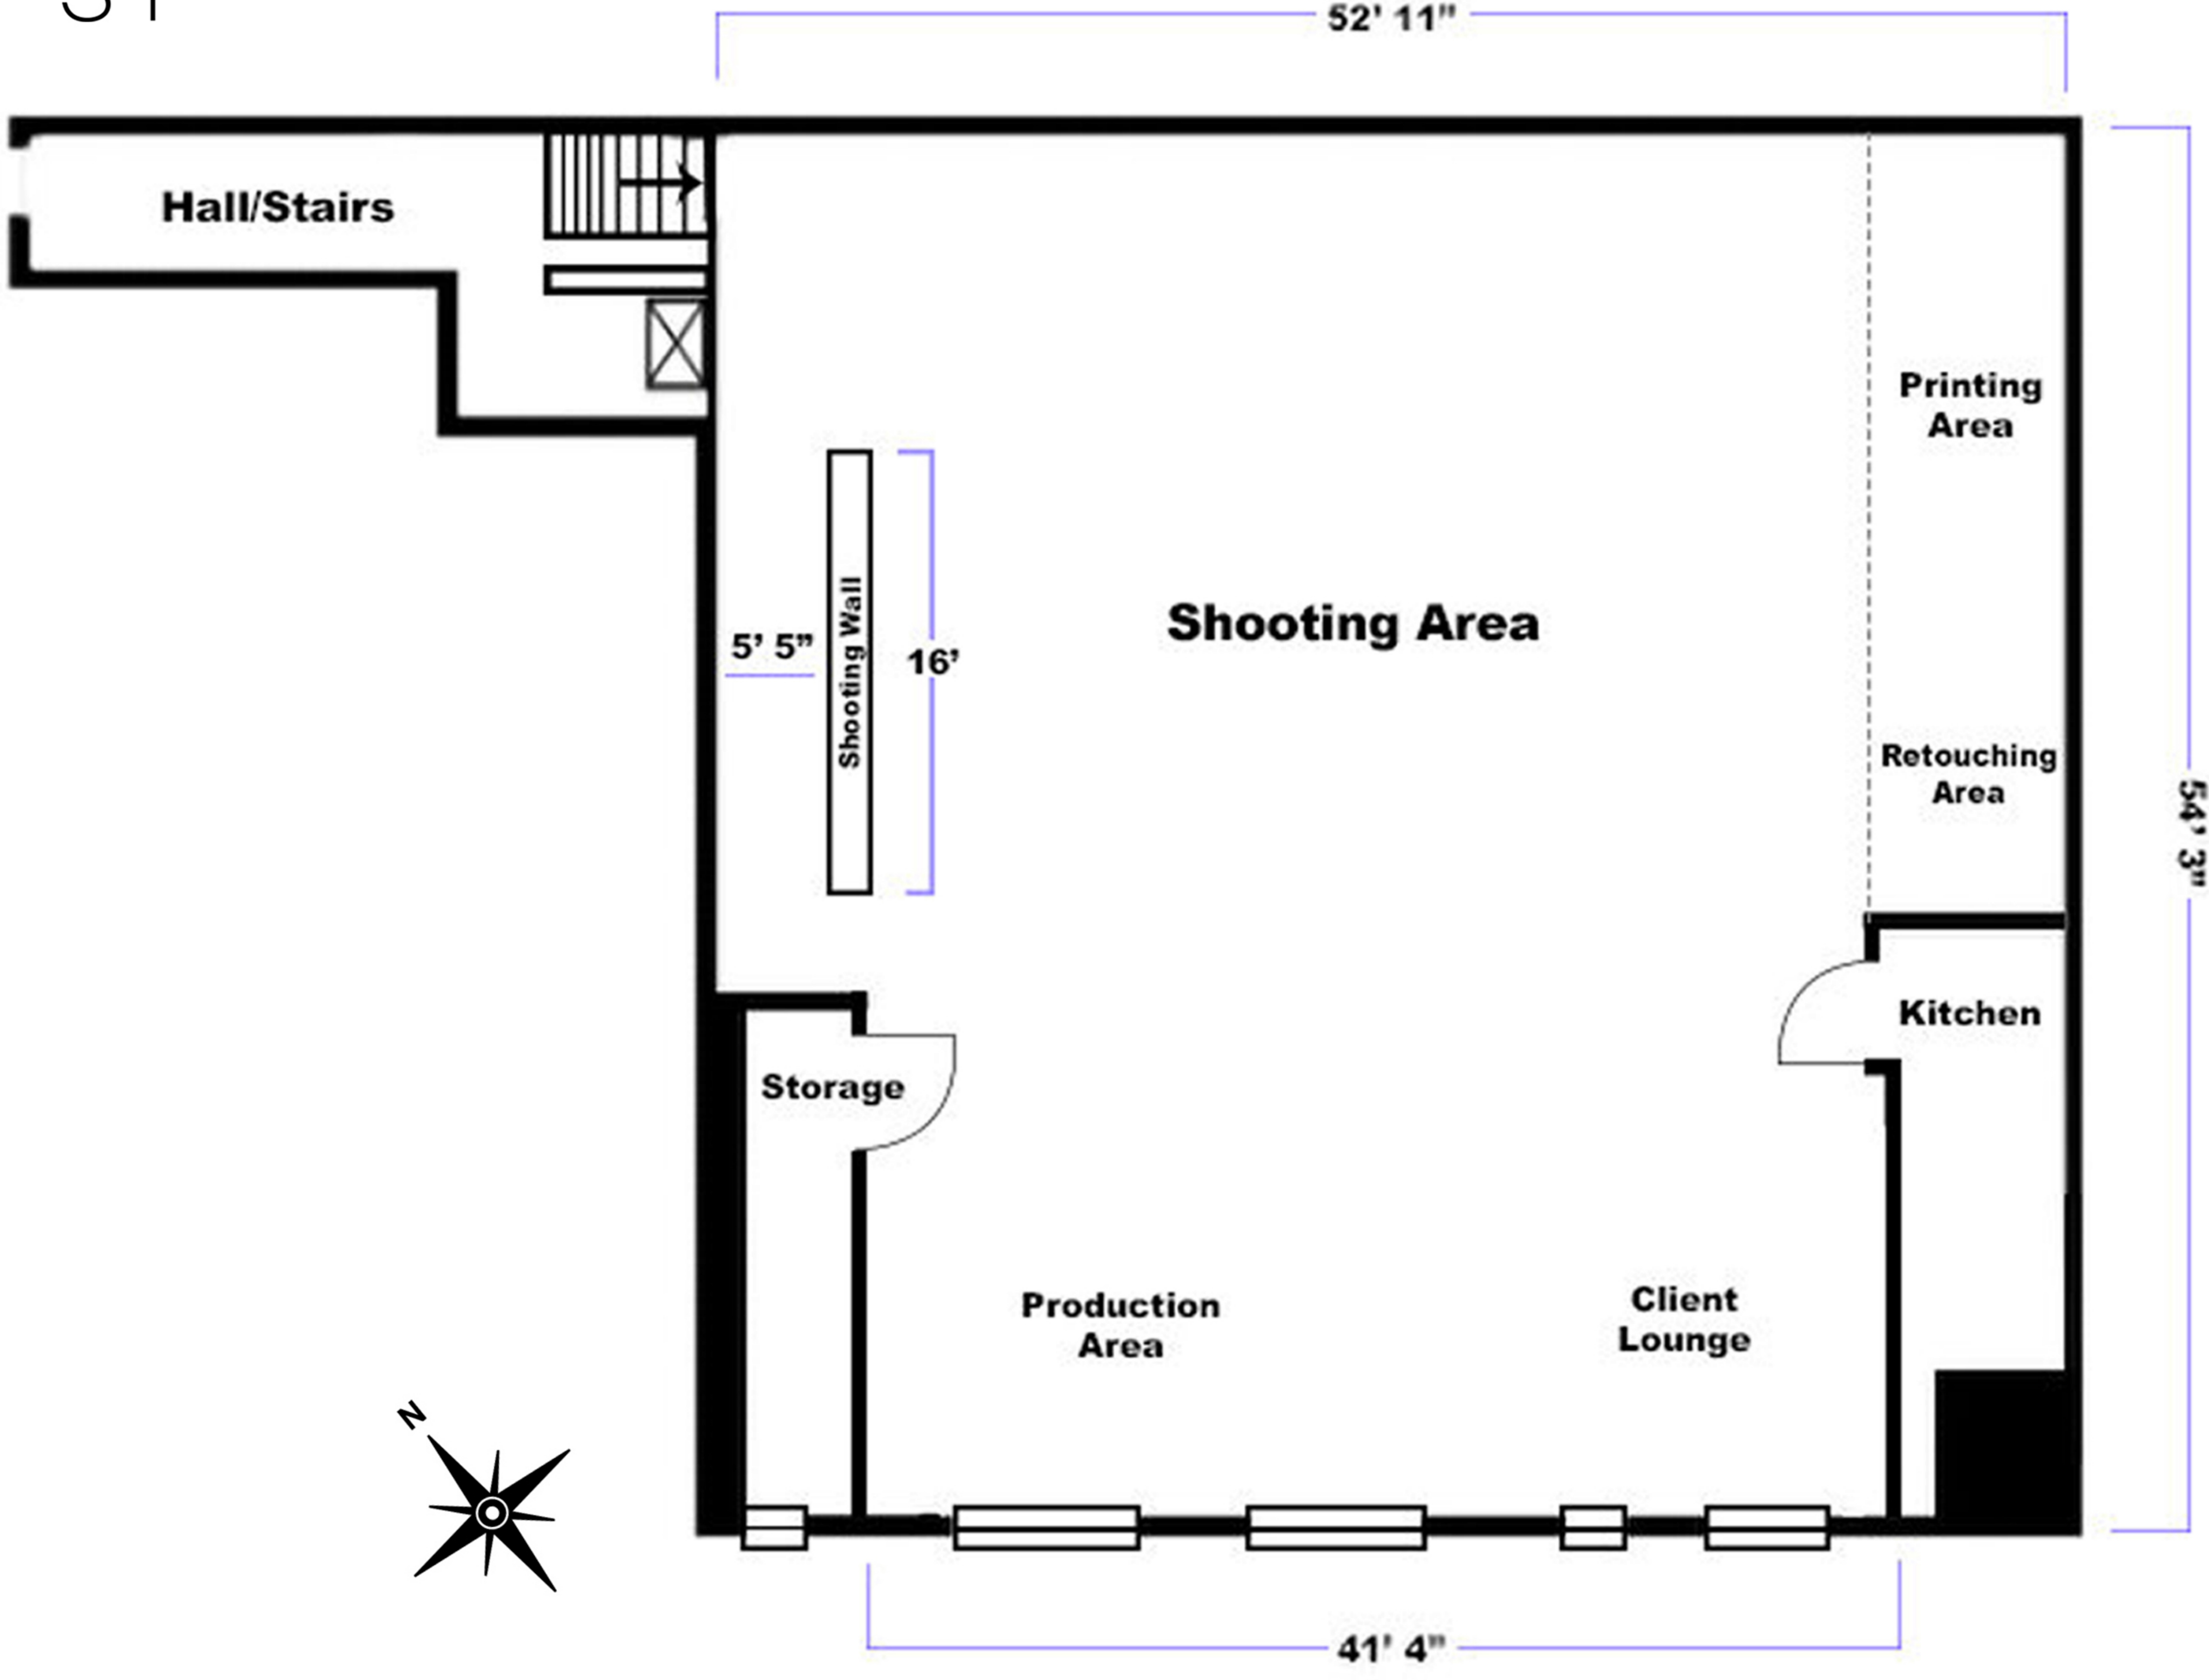 52’ 11”
Hall/Stairs
Printing
Area
Shooting Area
5’ 5”
Shooting Wall
16’
Retouching
Area
54’ 3”
Kitchen
Storage
Production
Area
Client
Lounge
N
41’ 4”